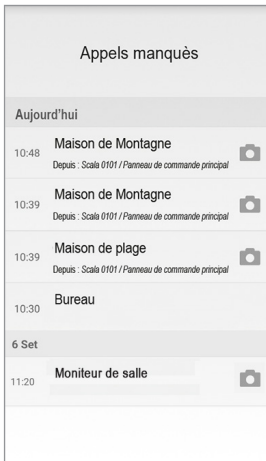 Appels manquès
Aujourd'hui
10:48 Maison de Montagne
Depuis : Scala 0101 / Panneau de commande principal
10:39 Maison de Montagne
Depuis : Scala 0101 / Panneau de commande principal
10:39 Maison de plage
Depuis : Scala 0101 / Panneau de commande principal
10:30 Bureau
6 Set
11:20 Moniteur de salle